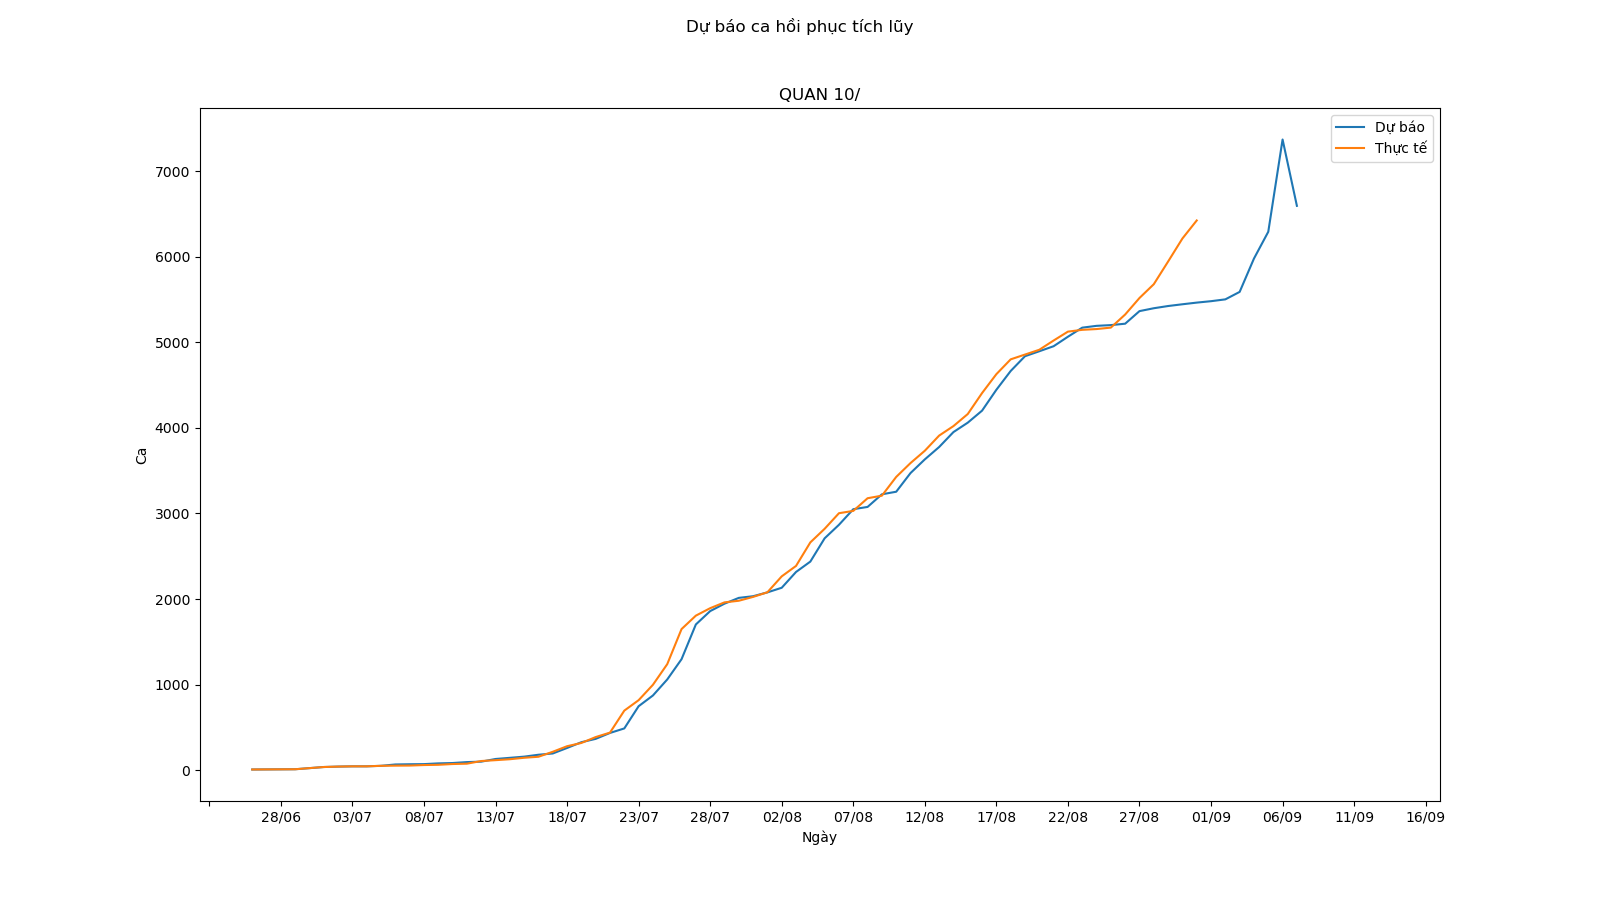 Dự báo ca hồi phục tích lũy
QUAN 10/
Dự báo
Thực tế
7000
6000
5000
4000
3000
2000
1000
0
Ca
28/06 03/07 08/07 13/07 18/07 23/07 28/07 02/08 07/08 12/08 17/08 22/08 27/08 01/09 06/09 11/09 16/09
Ngày